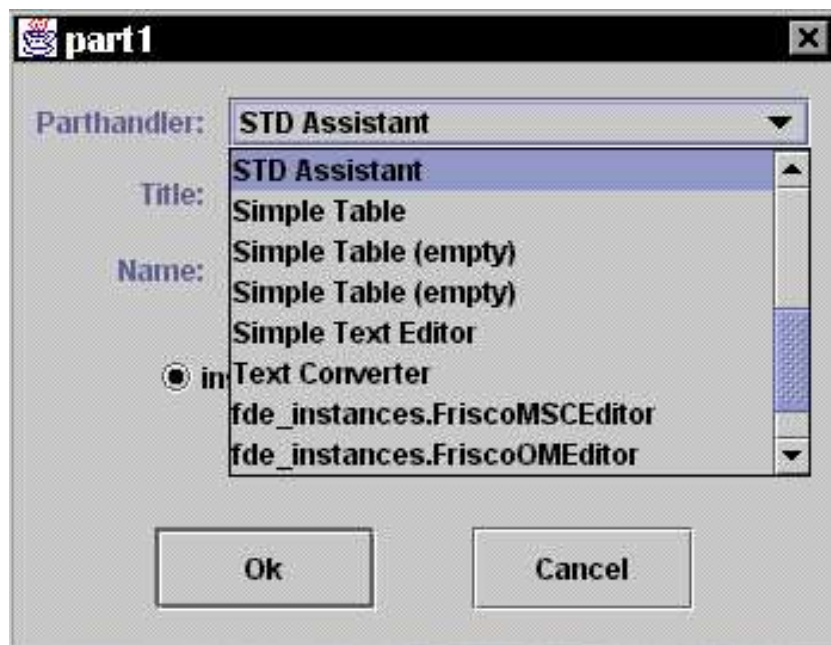 part1
Parthandler: STD Assistant
STD Assistant
Title:
Simple Table
Simple Table (empty)
Name:
Simple Table (empty)
Simple Text Editor
Text Converter
fde_instances.FriscoMSCEditor
fde_instances.FriscoOMEditor
Ok Cancel